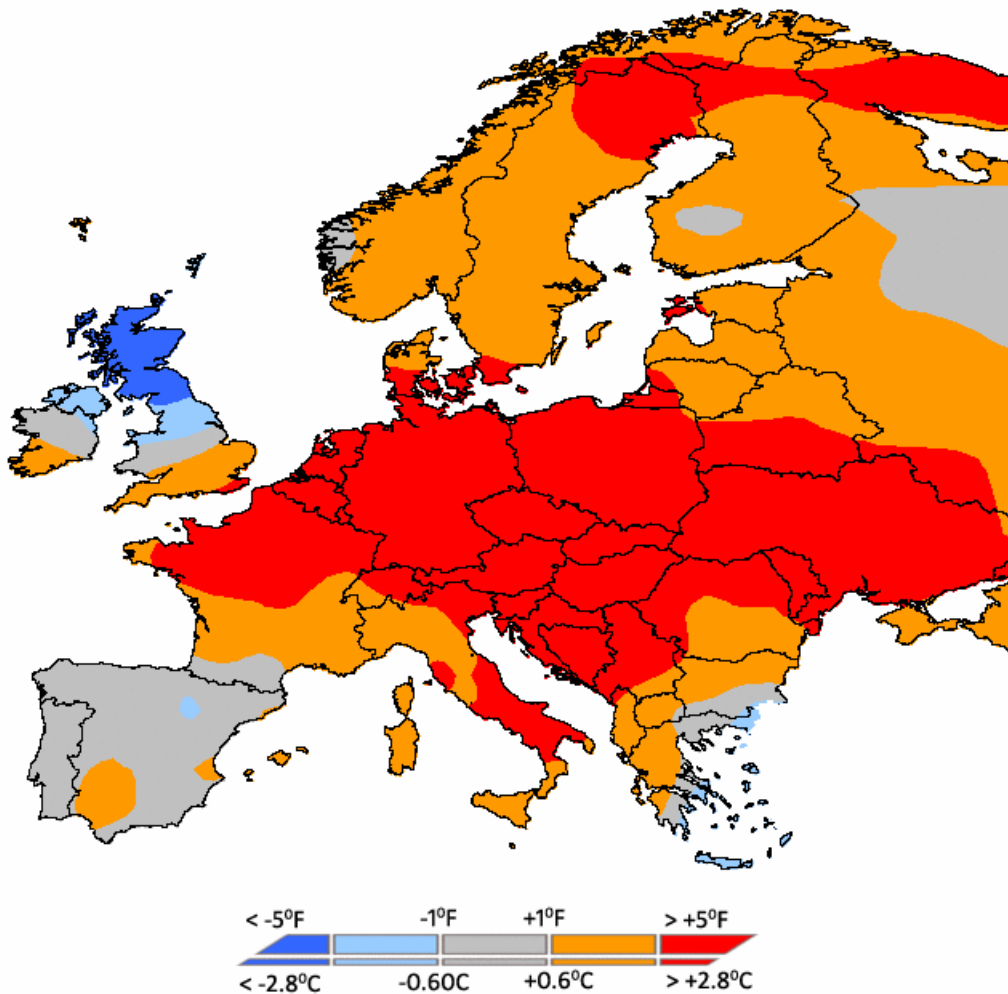 < -5⁰F -1⁰F +1⁰F > +5⁰F
< -2.8⁰C -0.60C +0.6⁰C > +2.8⁰C